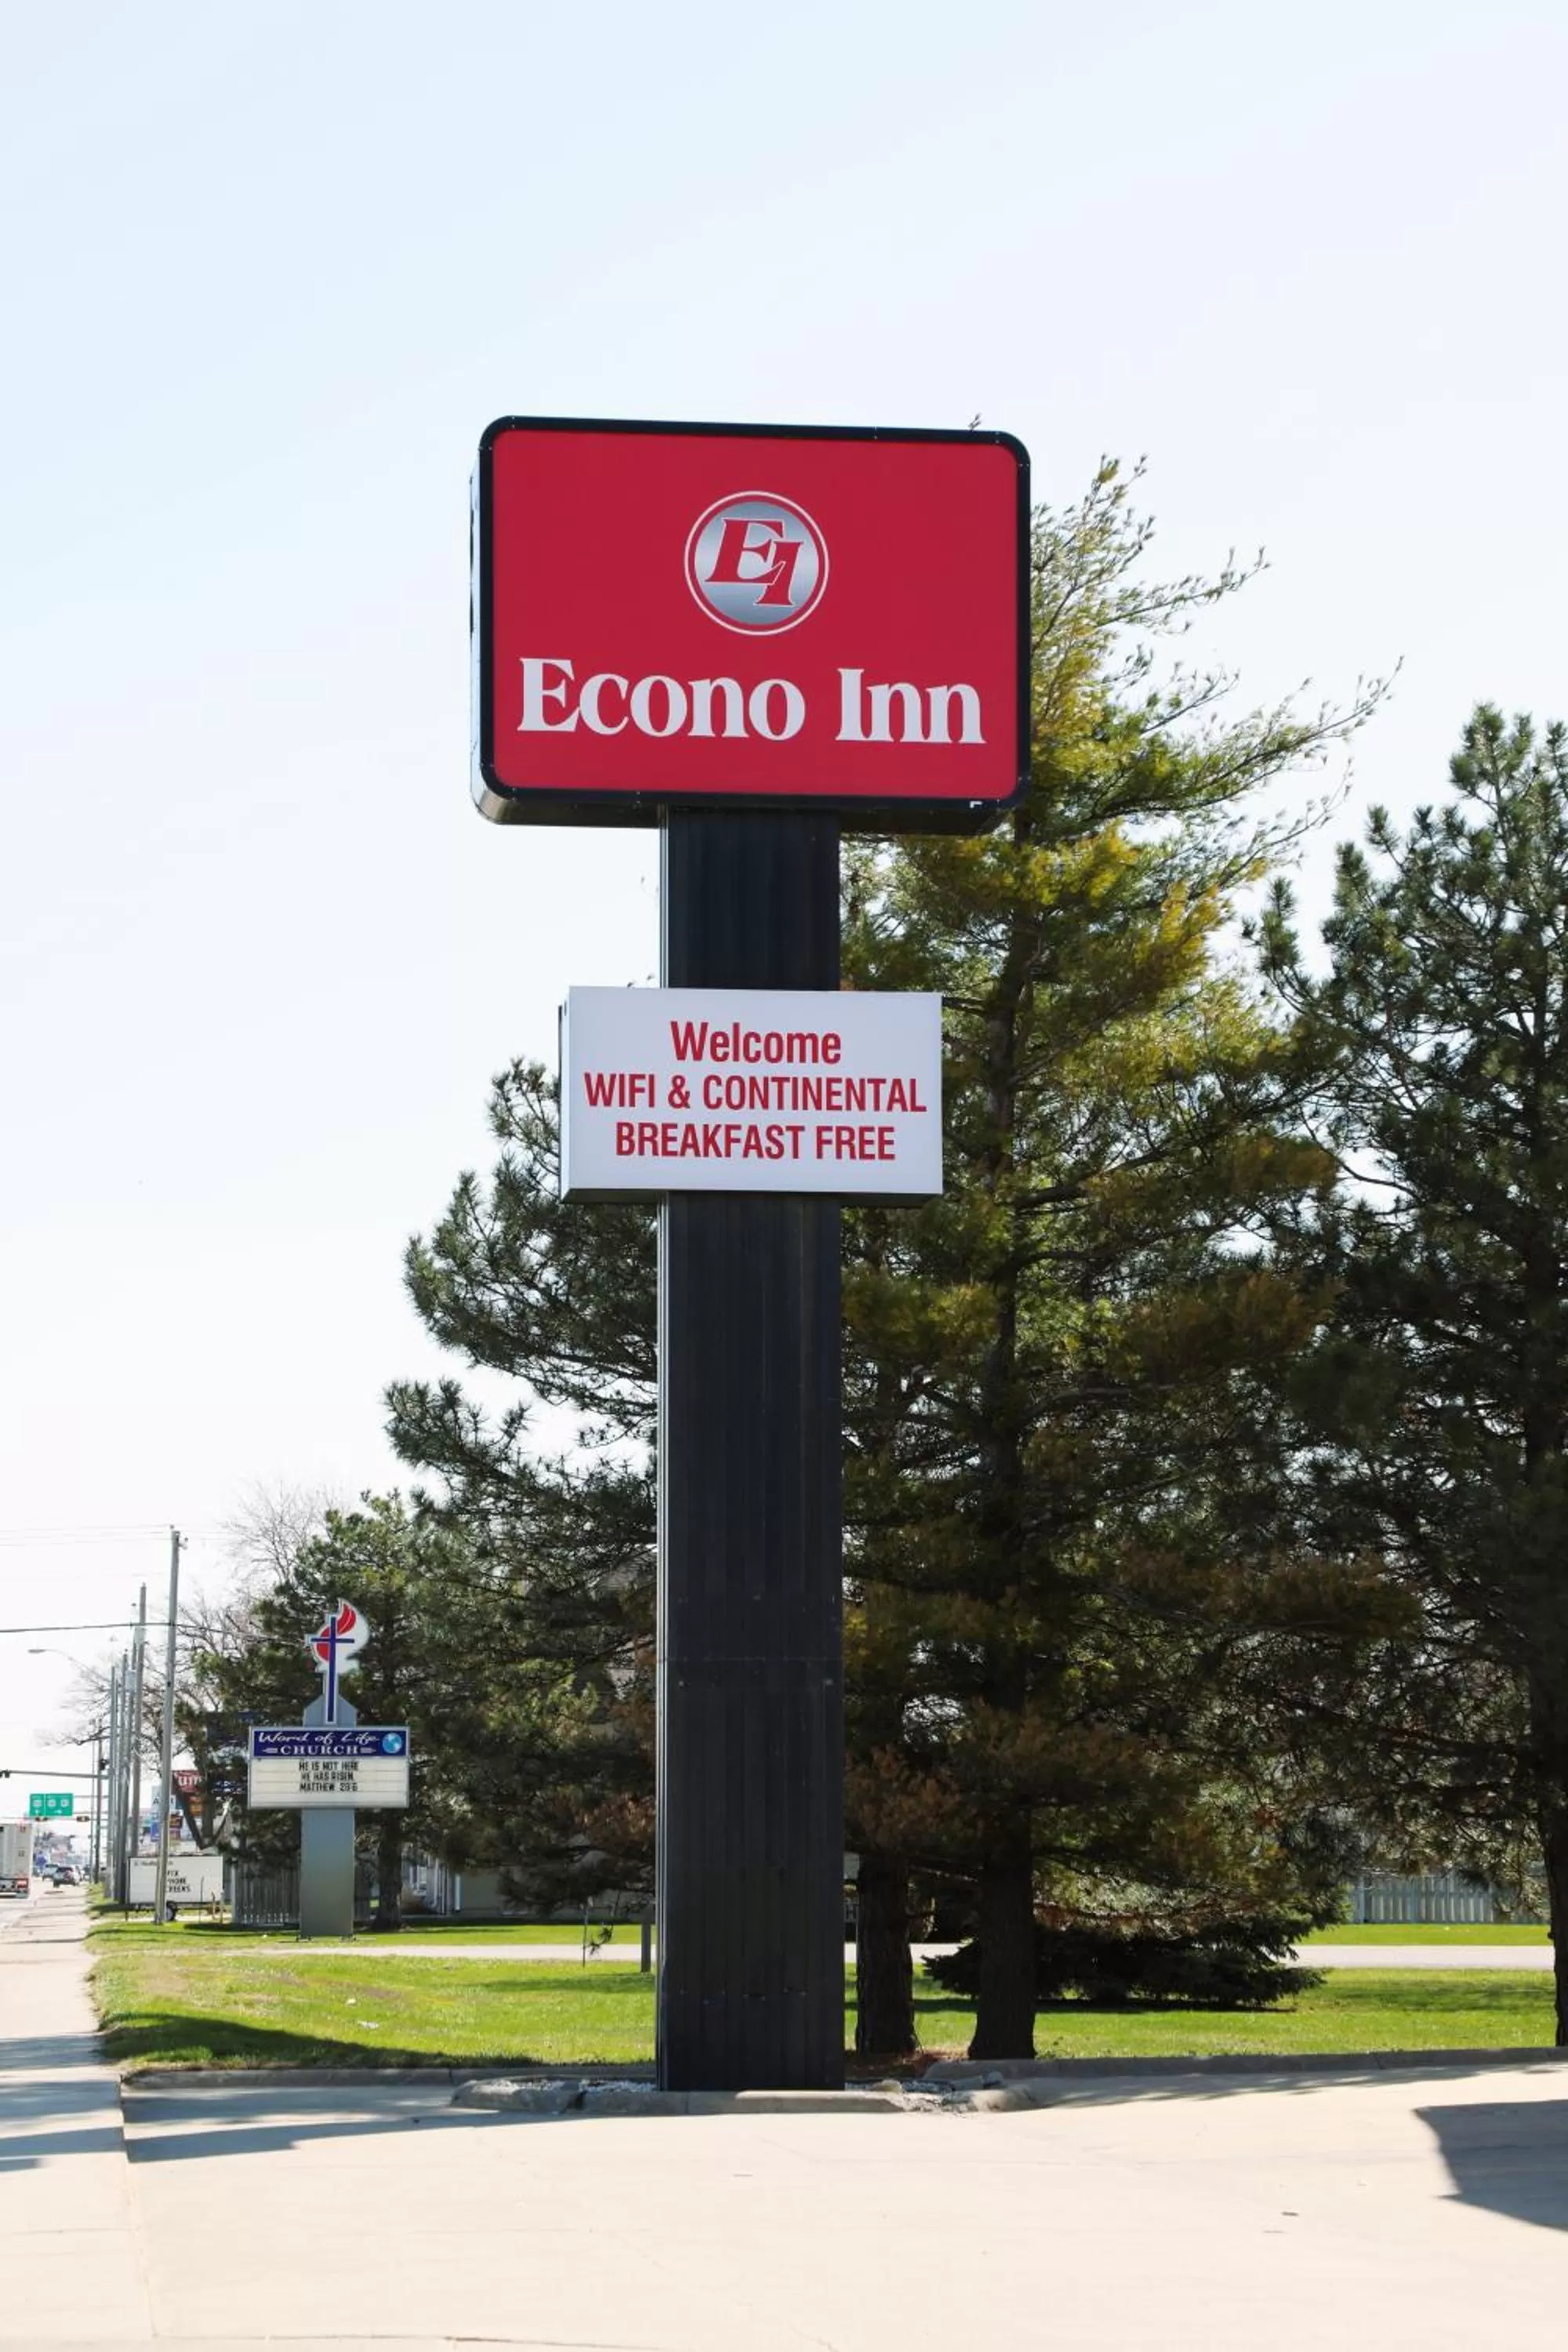 EI
Econo Inn
Welcome
WIFI & CONTINENTAL
BREAKFAST FREE
Word of Life
CHURCH
HE IS NOT HERE
HE HAS RISEN
MATTHEW 28:6